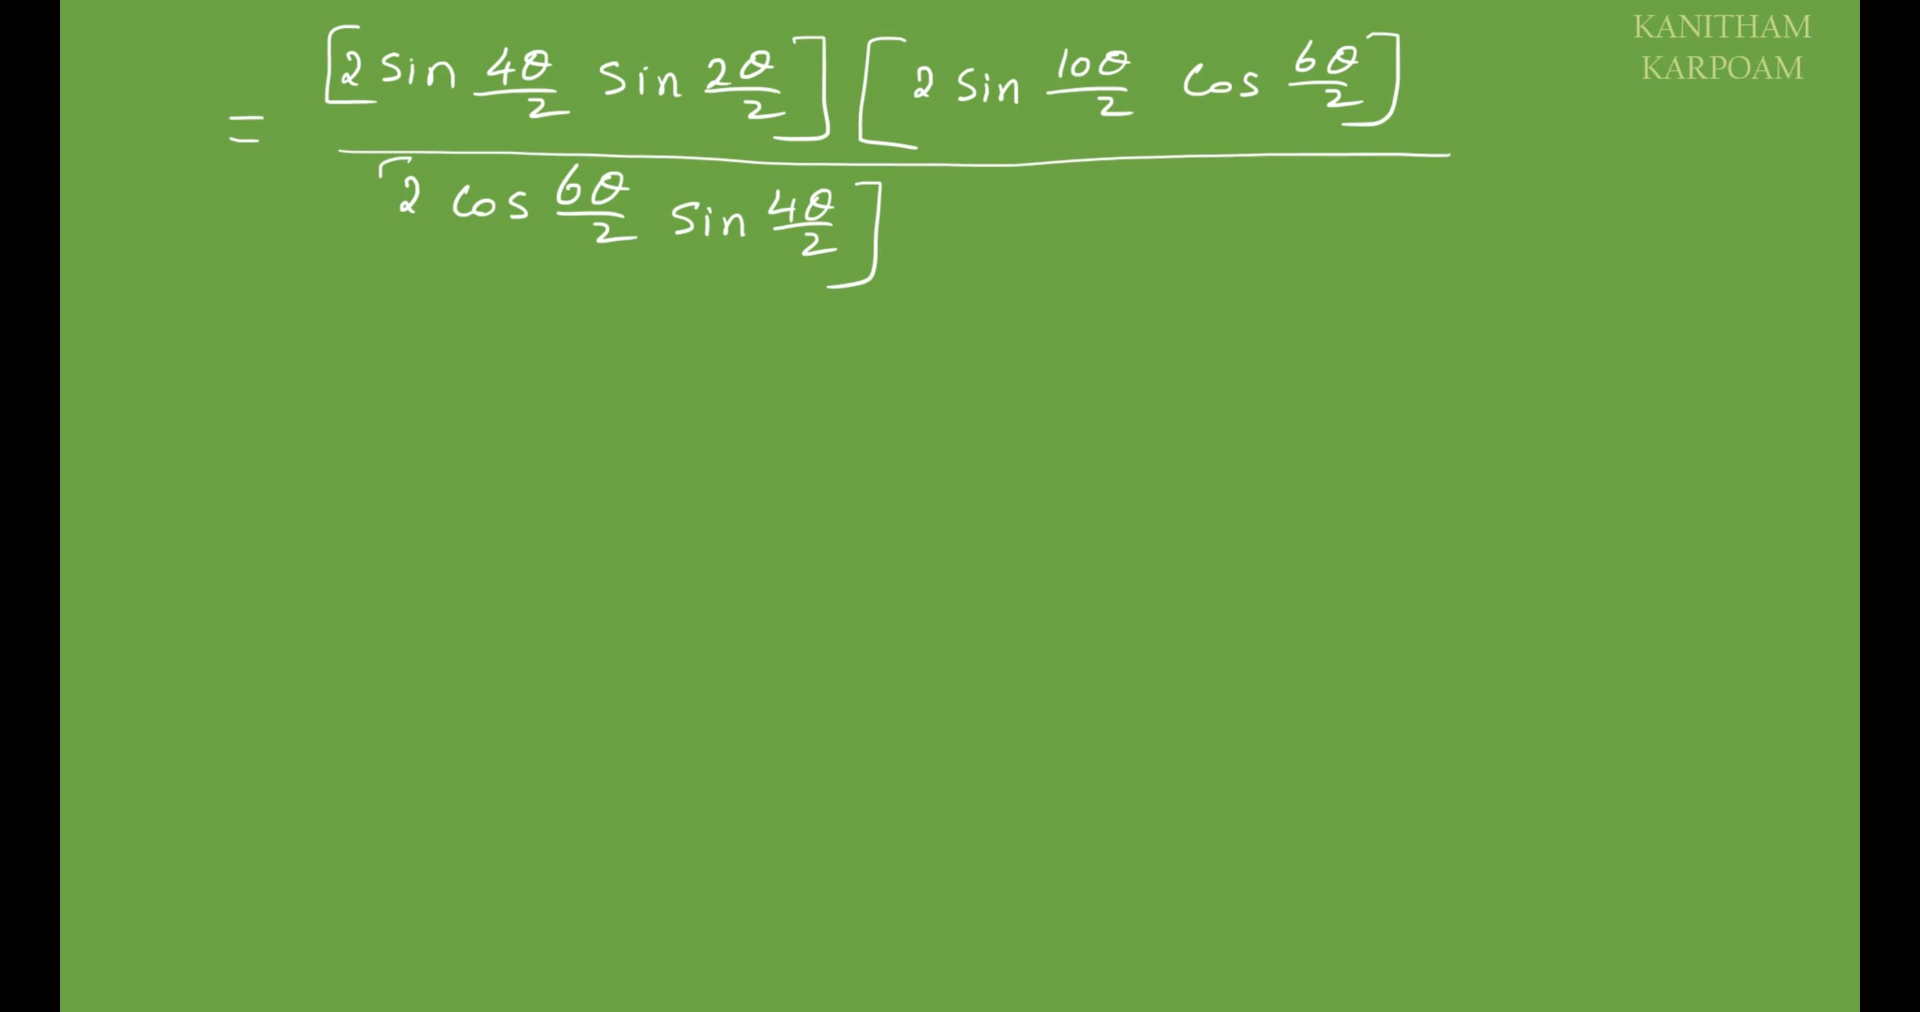 = [2 sin 4θ/2 sin 2θ/2] [2 sin 10θ/2 cos 6θ/2]
[2 cos 6θ/2 sin 4θ/2]
KANITHAM
KARPOAM